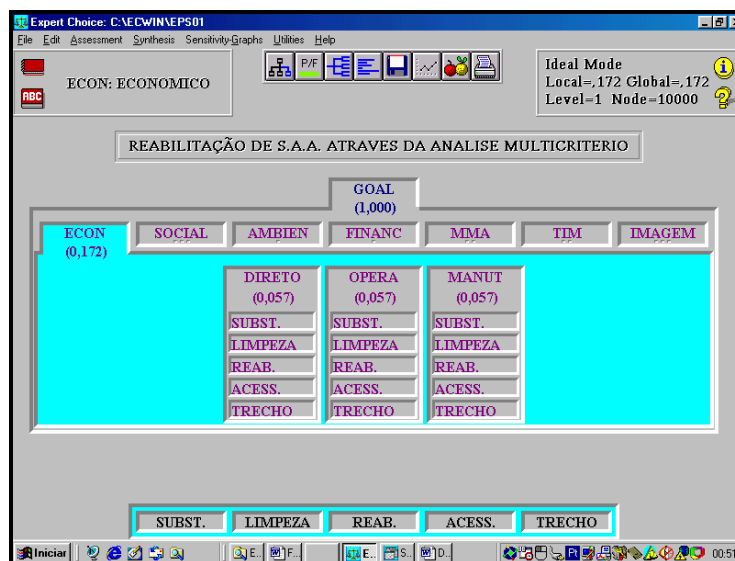 Expert Choice: C:\ECWIN\EPS01
File Edit Assessment Synthesis Sensitivity-Graphs Utilities Help
ABC
ECON: ECONOMICO
P/F
Ideal Mode
Local=,172 Global=,172
Level=1 Node=10000
REABILITAÇÃO DE S.A.A. ATRAVES DA ANALISE MULTICRITERIO
GOAL
(1,000)
ECON SOCIAL AMBIEN FINANC MMA TIM IMAGEM
(0,172)
DIRETO OPERA MANUT
(0,057) (0,057) (0,057)
SUBST. SUBST. SUBST.
LIMPEZA LIMPEZA LIMPEZA
REAB. REAB. REAB.
ACESS. ACESS. ACESS.
TRECHO TRECHO TRECHO
SUBST. LIMPEZA REAB. ACESS. TRECHO
Iniciar E.. F.. E.. S.. D.. Pt 00:51